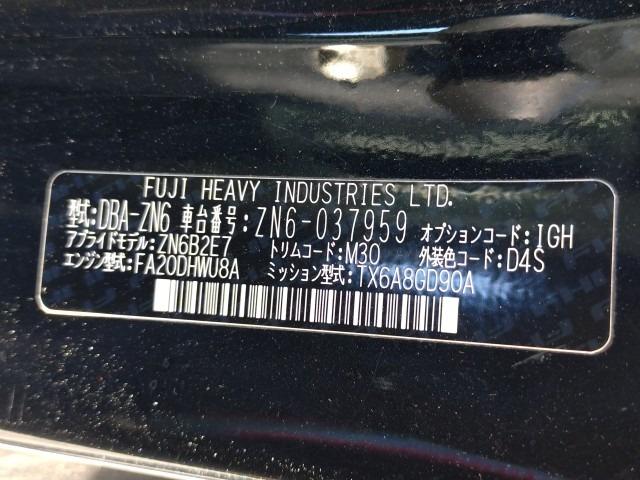 FUJI HEAVY INDUSTRIES LTD.
型式:DBA-ZN6 車台番号:ZN6-037959 オプションコード:IGH
アプライドモデル:ZN6B2E7 トリムコード:M30 外装色コード:D4S
エンジン型式:FA20DHWU8A ミッション型式:TX6A8GD90A